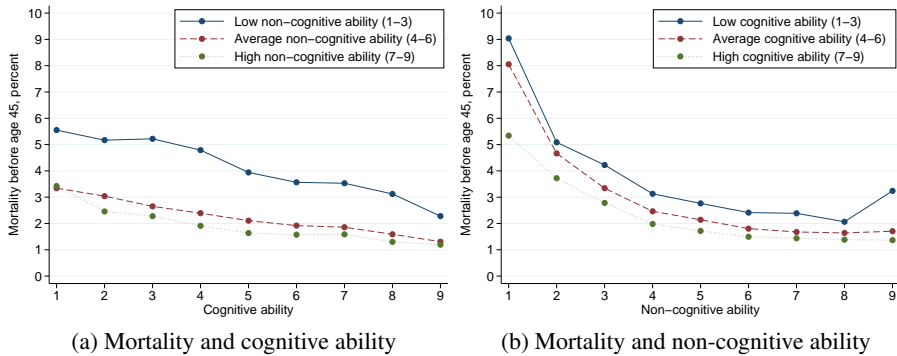 Low non−cognitive ability (1−3)
Average non−cognitive ability (4−6)
High non−cognitive ability (7−9)
Mortality before age 45, percent
10
9
8
7
6
5
4
3
2
1
0
1 2 3 4 5 6 7 8 9
Cognitive ability
(a) Mortality and cognitive ability
Low cognitive ability (1−3)
Average cognitive ability (4−6)
High cognitive ability (7−9)
Mortality before age 45, percent
10
9
8
7
6
5
4
3
2
1
0
1 2 3 4 5 6 7 8 9
Non−cognitive ability
(b) Mortality and non-cognitive ability